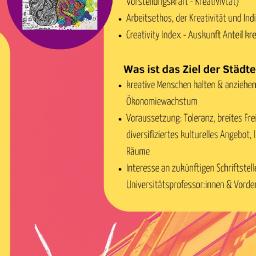 Vorstellungskraft - Kreativität)
• Arbeitsethos, der Kreativität und Indi
• Creativity Index - Auskunft Anteil kre
Was ist das Ziel der Städte
• kreative Menschen halten & anziehen
Ökonomiewachstum
• Voraussetzung: Toleranz, breites Frei
diversifiziertes kulturelles Angebot,
Räume
• Interesse an zukünftigen Schriftstelle
Universitätsprofessor:innen & Vorde